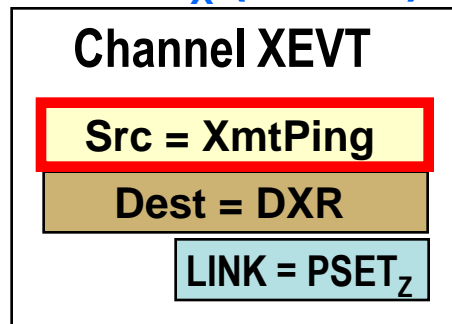 Channel XEVT
Src = XmtPing
Dest = DXR
LINK = PSETZ